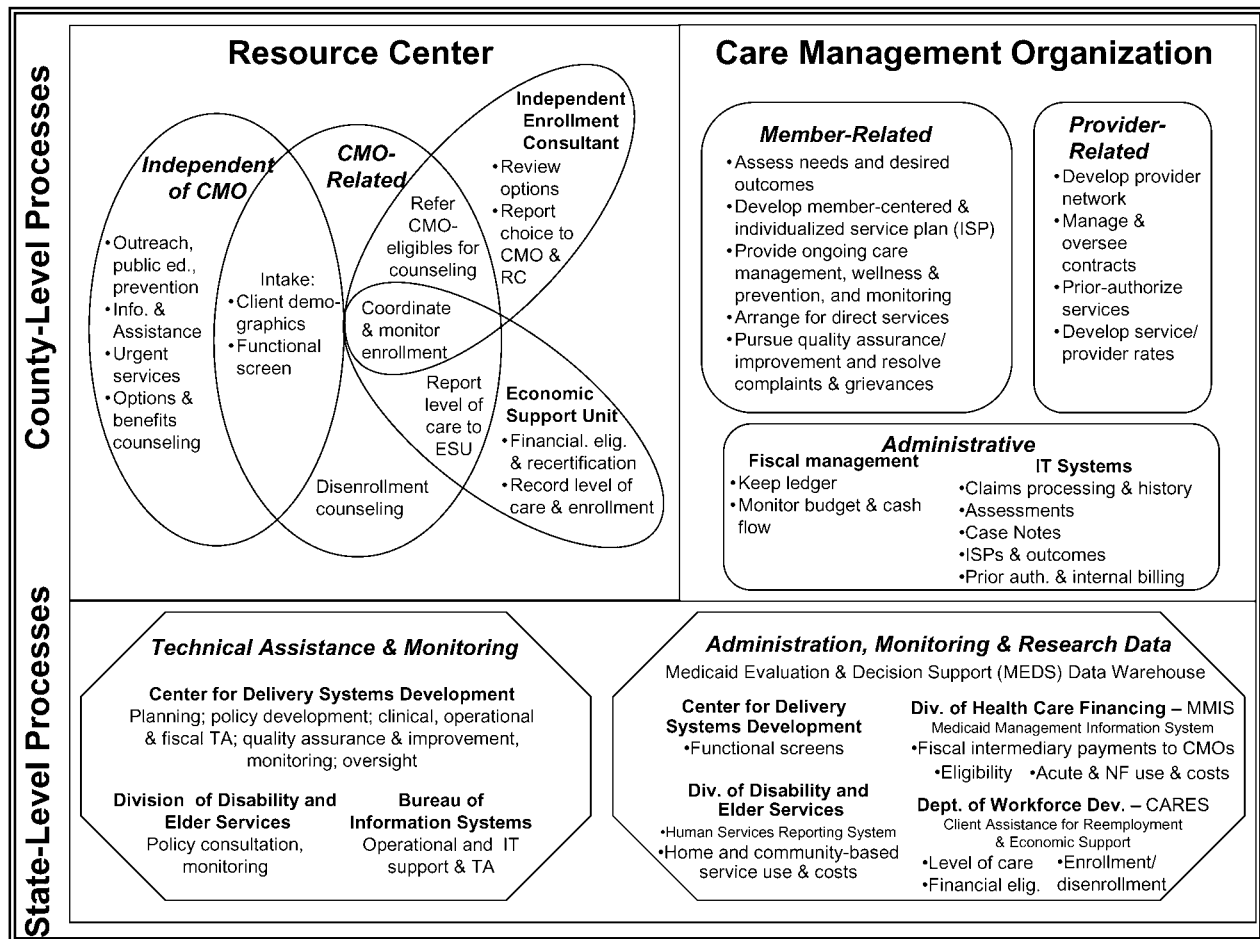 County-Level Processes
Resource Center
Independent
of CMO
•Outreach,
public ed.,
prevention
•Info. &
Assistance
•Urgent
services
•Options &
benefits
counseling
Intake:
•Client demo-
graphics
•Functional
screen
CMO-
Related
Refer
CMO-
eligibles for
counseling
Coordinate
& monitor
enrollment
Report
level of
care to
ESU
Disenrollment
counseling
Independent
Enrollment
Consultant
•Review
options
•Report
choice to
CMO &
RC
Economic
Support Unit
•Financial. elig.
& recertification
•Record level of
care & enrollment
Care Management Organization
Member-Related
•Assess needs and desired
outcomes
•Develop member-centered &
individualized service plan (ISP)
•Provide ongoing care
management, wellness &
prevention, and monitoring
•Arrange for direct services
•Pursue quality assurance/
improvement and resolve
complaints & grievances
Provider-
Related
•Develop provider
network
•Manage &
oversee
contracts
•Prior-authorize
services
•Develop service/
provider rates
Administrative
Fiscal management
•Keep ledger
•Monitor budget & cash
flow
IT Systems
•Claims processing & history
•Assessments
•Case Notes
•ISPs & outcomes
•Prior auth. & internal billing
State-Level Processes
Technical Assistance & Monitoring
Center for Delivery Systems Development
Planning; policy development; clinical, operational
& fiscal TA; quality assurance & improvement,
monitoring; oversight
Division of Disability and
Elder Services
Policy consultation,
monitoring
Bureau of
Information Systems
Operational and IT
support & TA
Administration, Monitoring & Research Data
Medicaid Evaluation & Decision Support (MEDS) Data Warehouse
Center for Delivery
Systems Development
•Functional screens
Div. of Disability and
Elder Services
•Human Services Reporting System
•Home and community-based
service use & costs
Div. of Health Care Financing – MMIS
Medicaid Management Information System
•Fiscal intermediary payments to CMOs
•Eligibility •Acute & NF use & costs
Dept. of Workforce Dev. – CARES
Client Assistance for Reemployment
& Economic Support
•Level of care •Enrollment/
•Financial elig. disenrollment